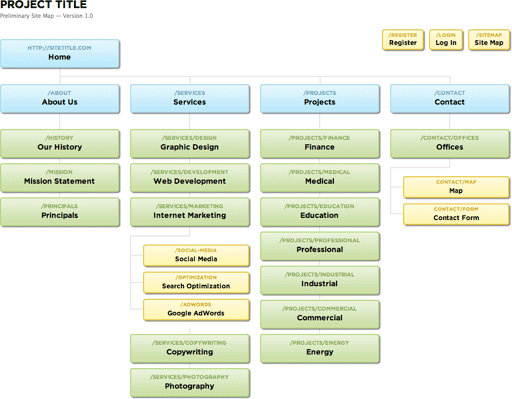 PROJECT TITLE
Preliminary Site Map — Version 1.0
/REGISTER
Register
/LOGIN
Log In
/SITEMAP
Site Map
HTTP://SITETITLE.COM
Home
/ABOUT
About Us
/SERVICES
Services
/PROJECTS
Projects
/CONTACT
Contact
/HISTORY
Our History
/MISSION
Mission Statement
/PRINCIPALS
Principals
/SERVICES/DESIGN
Graphic Design
/SERVICES/DEVELOPMENT
Web Development
/SERVICES/MARKETING
Internet Marketing
/SOCIAL-MEDIA
Social Media
/OPTIMIZATION
Search Optimization
/ADWORDS
Google AdWords
/SERVICES/COPYWRITING
Copywriting
/SERVICES/PHOTOGRAPHY
Photography
/PROJECTS/FINANCE
Finance
/PROJECTS/MEDICAL
Medical
/PROJECTS/EDUCATION
Education
/PROJECTS/PROFESSIONAL
Professional
/PROJECTS/INDUSTRIAL
Industrial
/PROJECTS/COMMERCIAL
Commercial
/PROJECTS/ENERGY
Energy
/CONTACT/OFFICES
Offices
CONTACT/MAP
Map
CONTACT/FORM
Contact Form